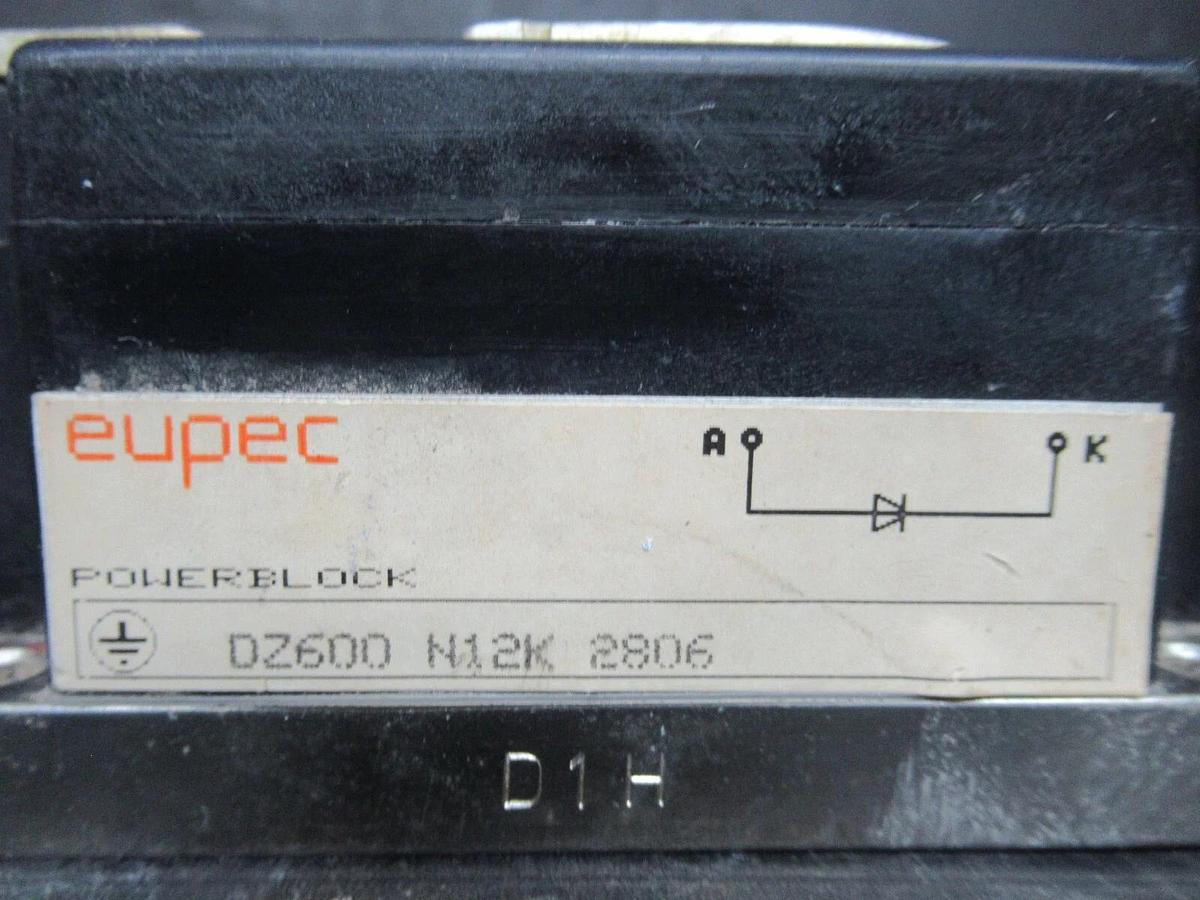 eupec
A K
POWERBLOCK
DZ600 N12K 2806
D1H